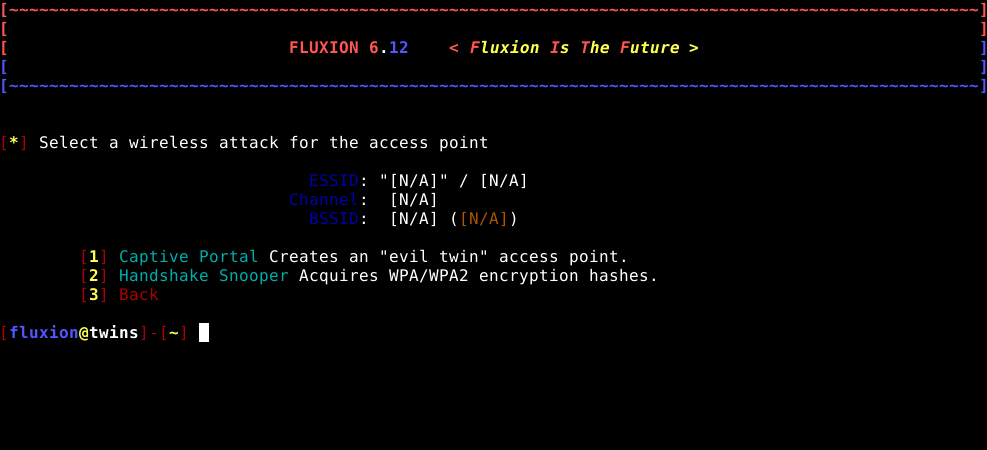 [~~~~~~~~~~~~~~~~~~~~~~~~~~~~~~~~~~~~~~~~~~~~~~~~~~~~~~~~~~~~~~~~~~~~~~~~~~~~~~~~~~~~~~~~~~~~~~~~~]
[ ]
[ FLUXION 6.12 < Fluxion Is The Future > ]
[ ]
[~~~~~~~~~~~~~~~~~~~~~~~~~~~~~~~~~~~~~~~~~~~~~~~~~~~~~~~~~~~~~~~~~~~~~~~~~~~~~~~~~~~~~~~~~~~~~~~~~]
[*] Select a wireless attack for the access point
ESSID: "[N/A]" / [N/A]
Channel: [N/A]
BSSID: [N/A] ([N/A])
[1] Captive Portal Creates an "evil twin" access point.
[2] Handshake Snooper Acquires WPA/WPA2 encryption hashes.
[3] Back
[fluxion@twins]-[~]